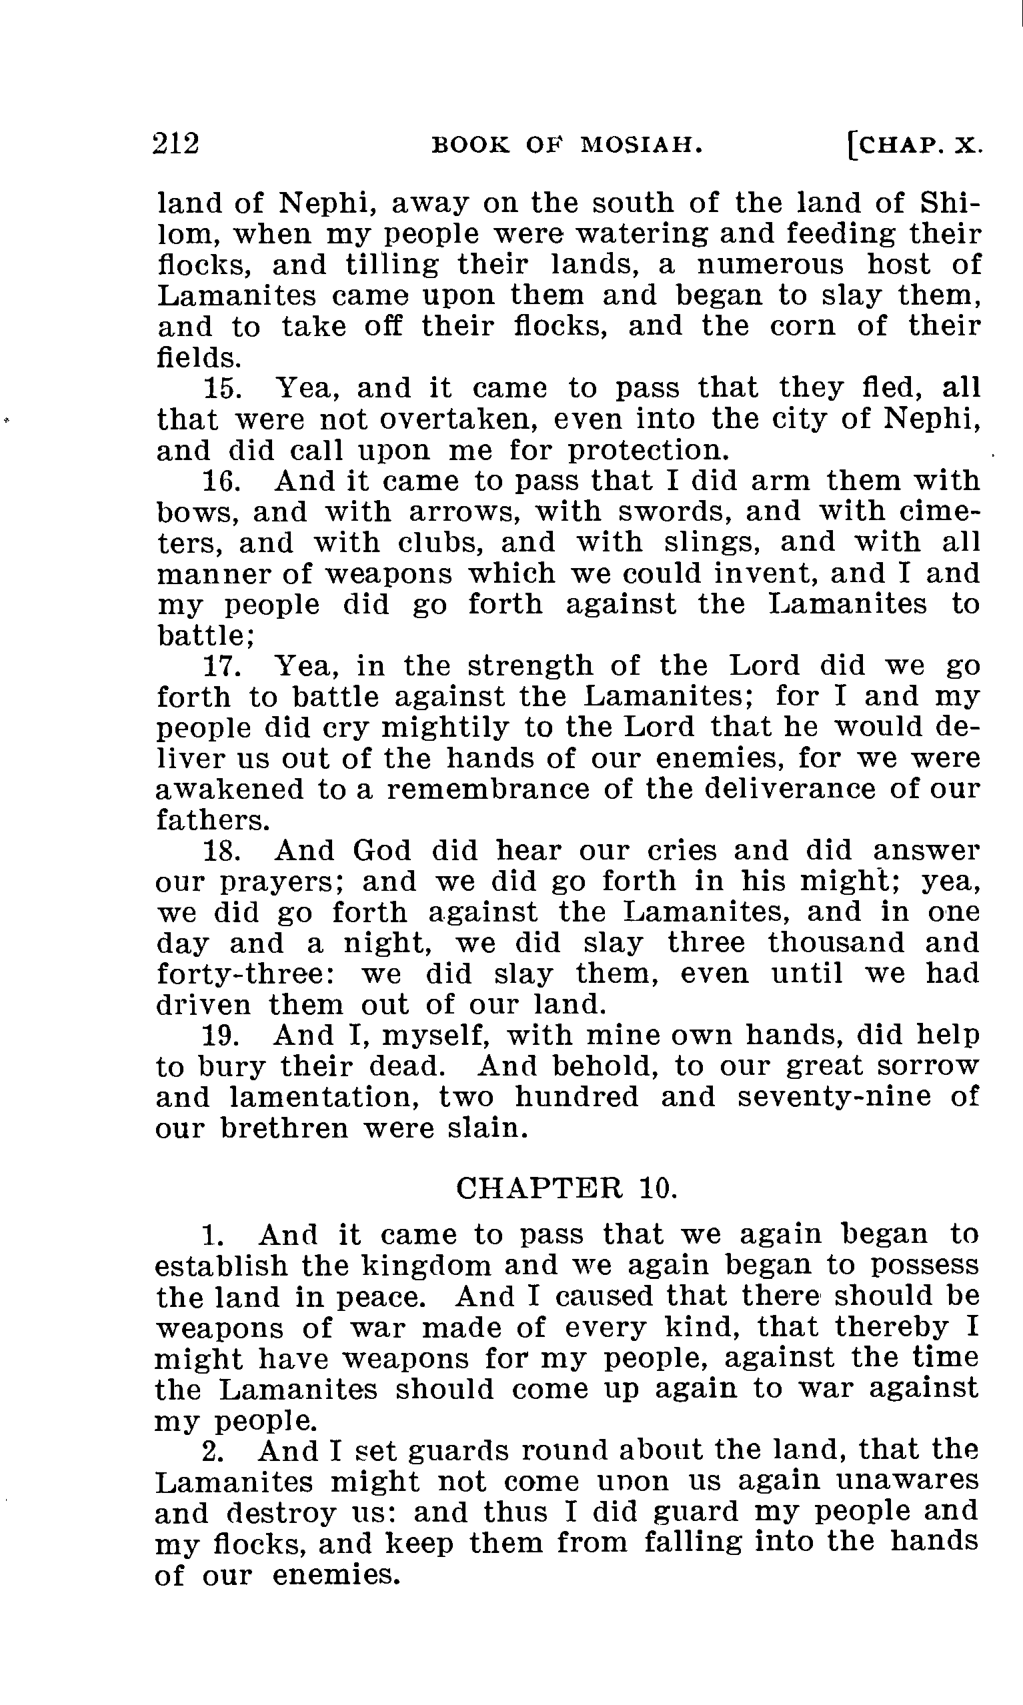 212 BOOK OF MOSIAH. [CHAP. X.
land of Nephi, away on the south of the land of Shi-
lom, when my people were watering and feeding their
flocks, and tilling their lands, a numerous host of
Lamanites came upon them and began to slay them,
and to take off their flocks, and the corn of their
fields.
15. Yea, and it came to pass that they fled, all
that were not overtaken, even into the city of Nephi,
and did call upon me for protection.
16. And it came to pass that I did arm them with
bows, and with arrows, with swords, and with cime-
ters, and with clubs, and with slings, and with all
manner of weapons which we could invent, and I and
my people did go forth against the Lamanites to
battle;
17. Yea, in the strength of the Lord did we go
forth to battle against the Lamanites; for I and my
people did cry mightily to the Lord that he would de-
liver us out of the hands of our enemies, for we were
awakened to a remembrance of the deliverance of our
fathers.
18. And God did hear our cries and did answer
our prayers; and we did go forth in his might; yea,
we did go forth against the Lamanites, and in one
day and a night, we did slay three thousand and
forty-three: we did slay them, even until we had
driven them out of our land.
19. And I, myself, with mine own hands, did help
to bury their dead. And behold, to our great sorrow
and lamentation, two hundred and seventy-nine of
our brethren were slain.
CHAPTER 10.
1. And it came to pass that we again began to
establish the kingdom and we again began to possess
the land in peace. And I caused that there should be
weapons of war made of every kind, that thereby I
might have weapons for my people, against the time
the Lamanites should come up again to war against
my people.
2. And I set guards round about the land, that the
Lamanites might not come upon us again unawares
and destroy us: and thus I did guard my people and
my flocks, and keep them from falling into the hands
of our enemies.